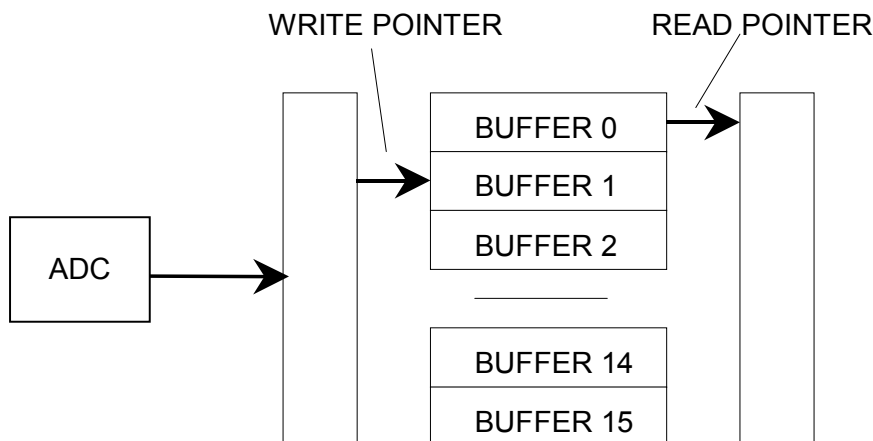 WRITE POINTER
READ POINTER
BUFFER 0
BUFFER 1
BUFFER 2
ADC
BUFFER 14
BUFFER 15